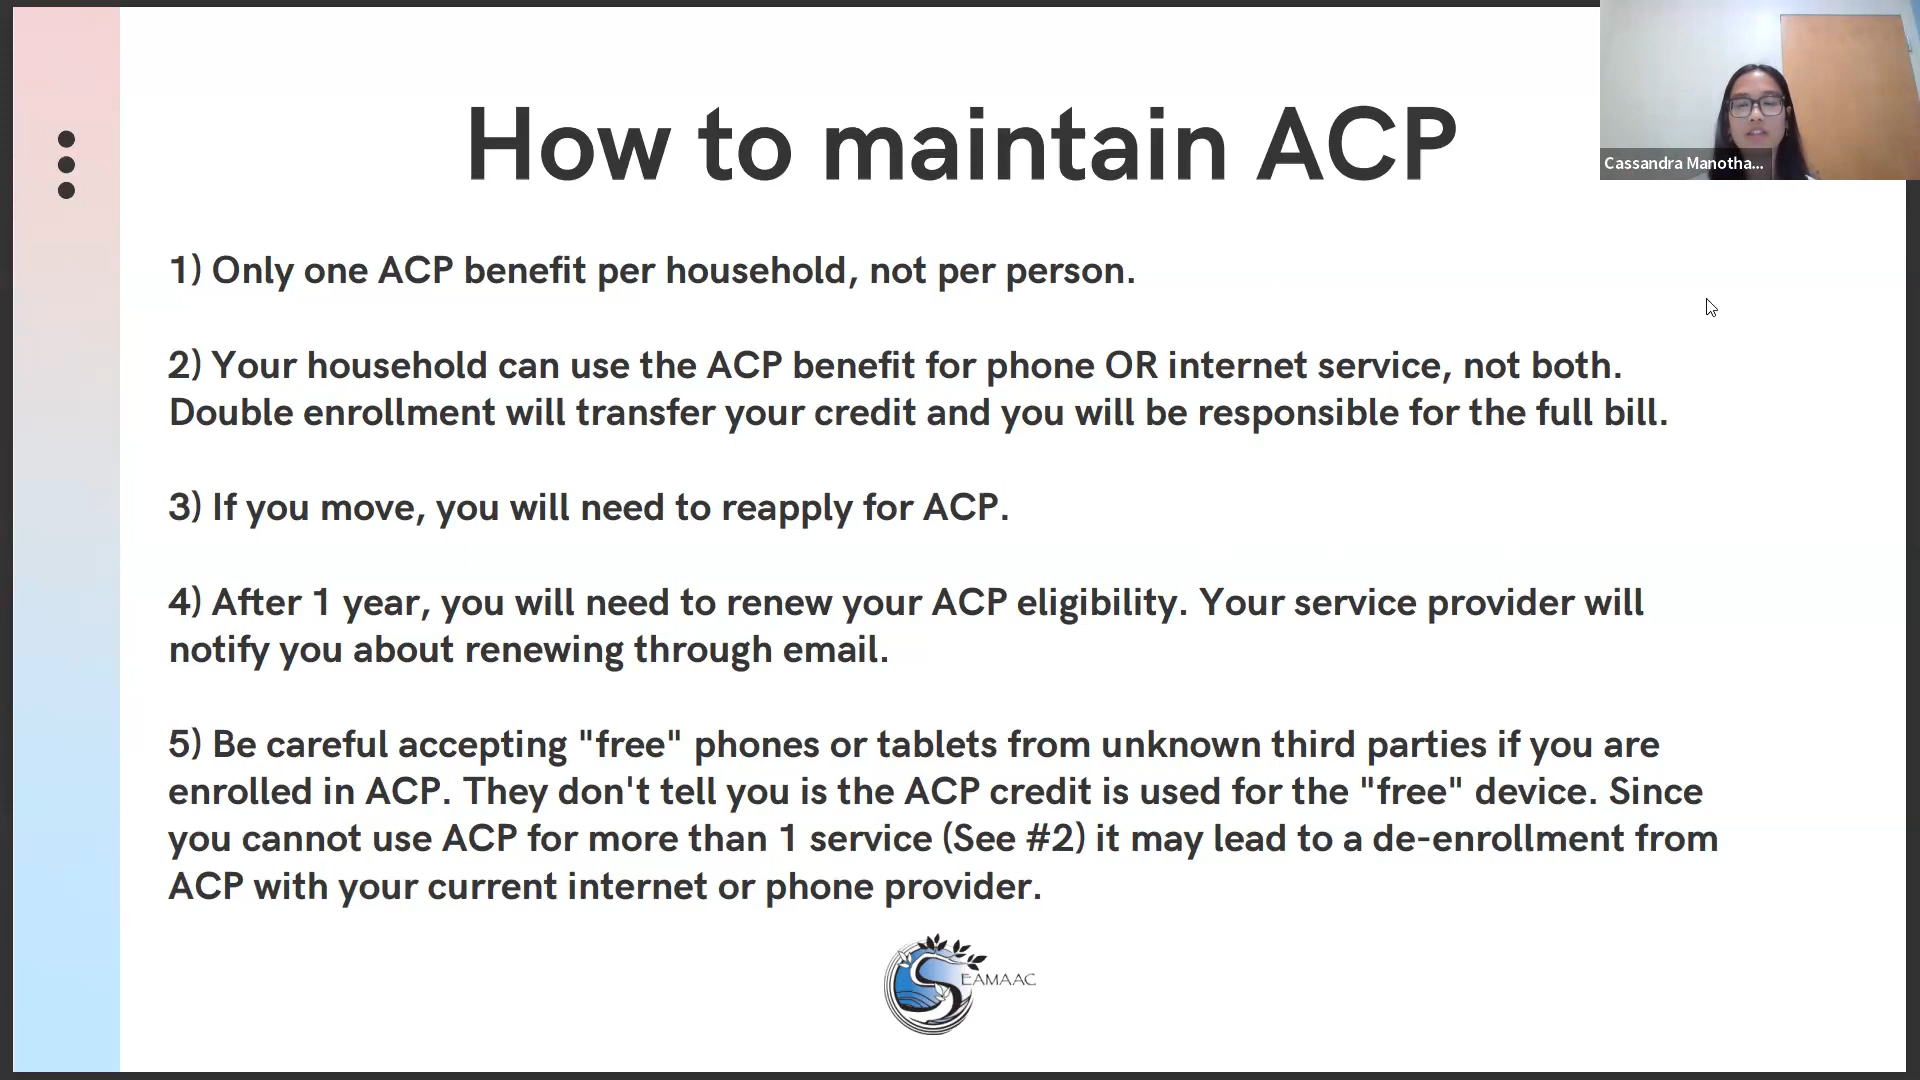 How to maintain ACP
Cassandra Manotha...
1) Only one ACP benefit per household, not per person.
2) Your household can use the ACP benefit for phone OR internet service, not both.
Double enrollment will transfer your credit and you will be responsible for the full bill.
3) If you move, you will need to reapply for ACP.
4) After 1 year, you will need to renew your ACP eligibility. Your service provider will
notify you about renewing through email.
5) Be careful accepting "free" phones or tablets from unknown third parties if you are
enrolled in ACP. They don't tell you is the ACP credit is used for the "free" device. Since
you cannot use ACP for more than 1 service (See #2) it may lead to a de-enrollment from
ACP with your current internet or phone provider.
SEAMAAC